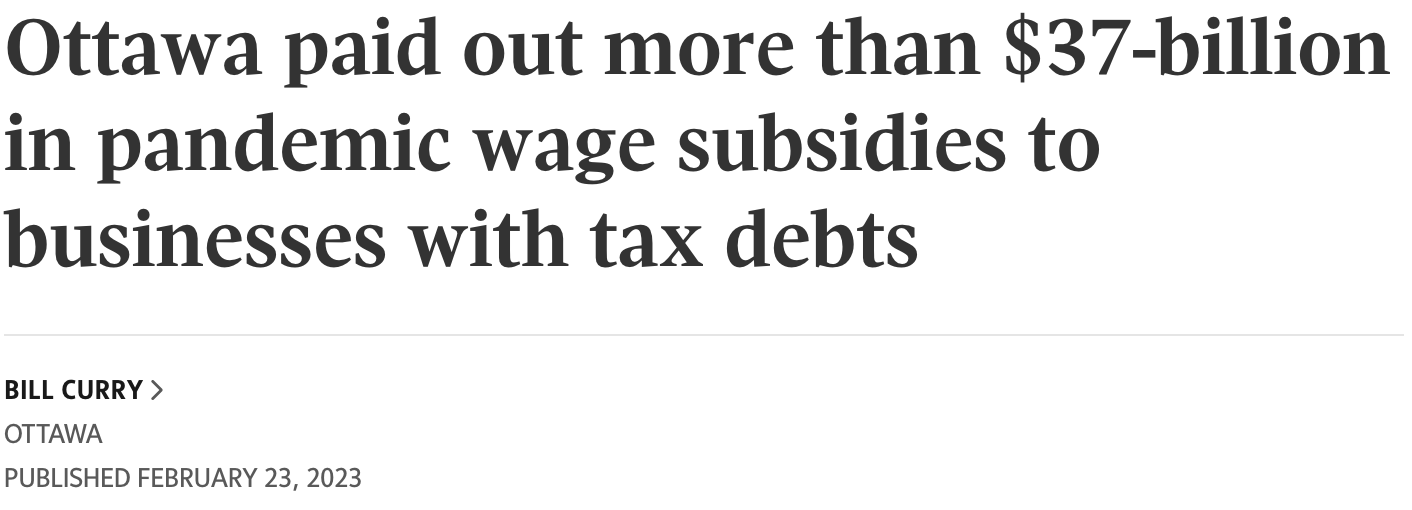 Ottawa paid out more than $37-billion
in pandemic wage subsidies to
businesses with tax debts
BILL CURRY >
OTTAWA
PUBLISHED FEBRUARY 23, 2023